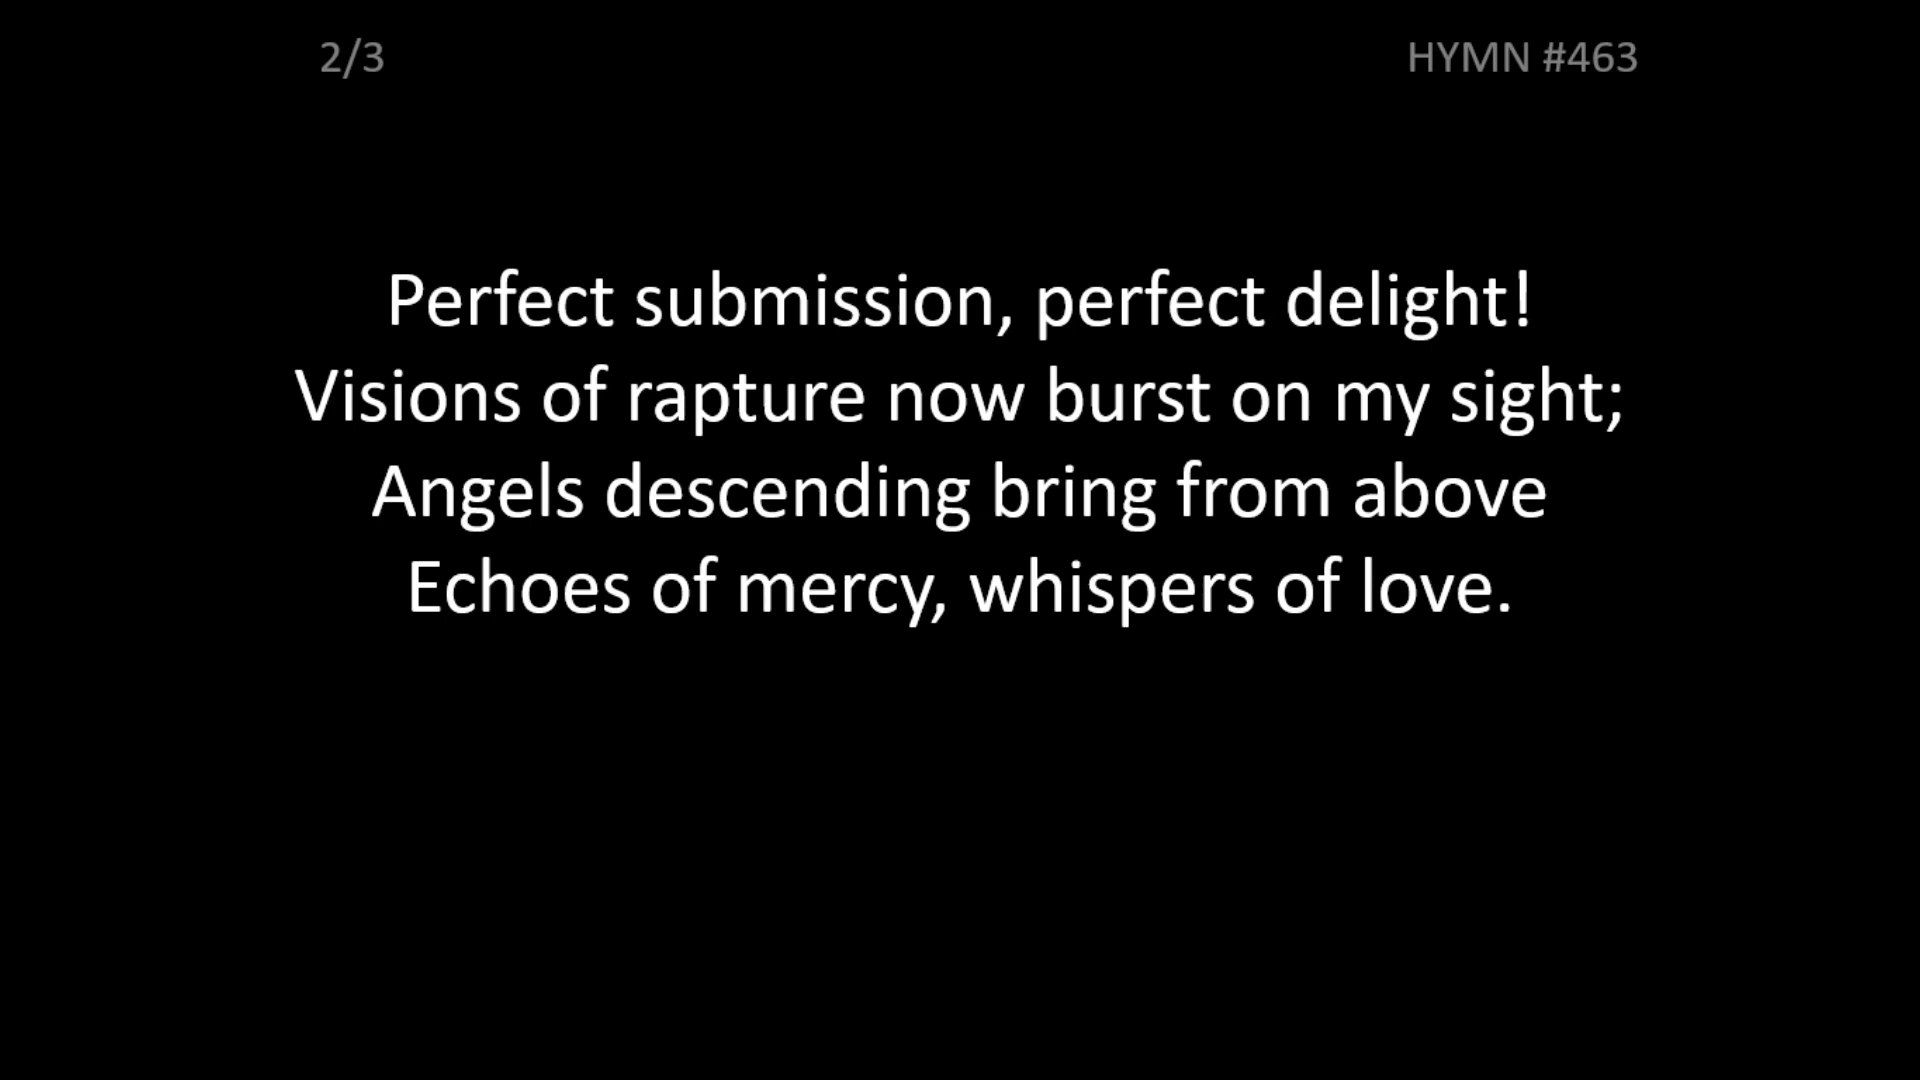 2/3
HYMN #463
Perfect submission, perfect delight!
Visions of rapture now burst on my sight;
Angels descending bring from above
Echoes of mercy, whispers of love.